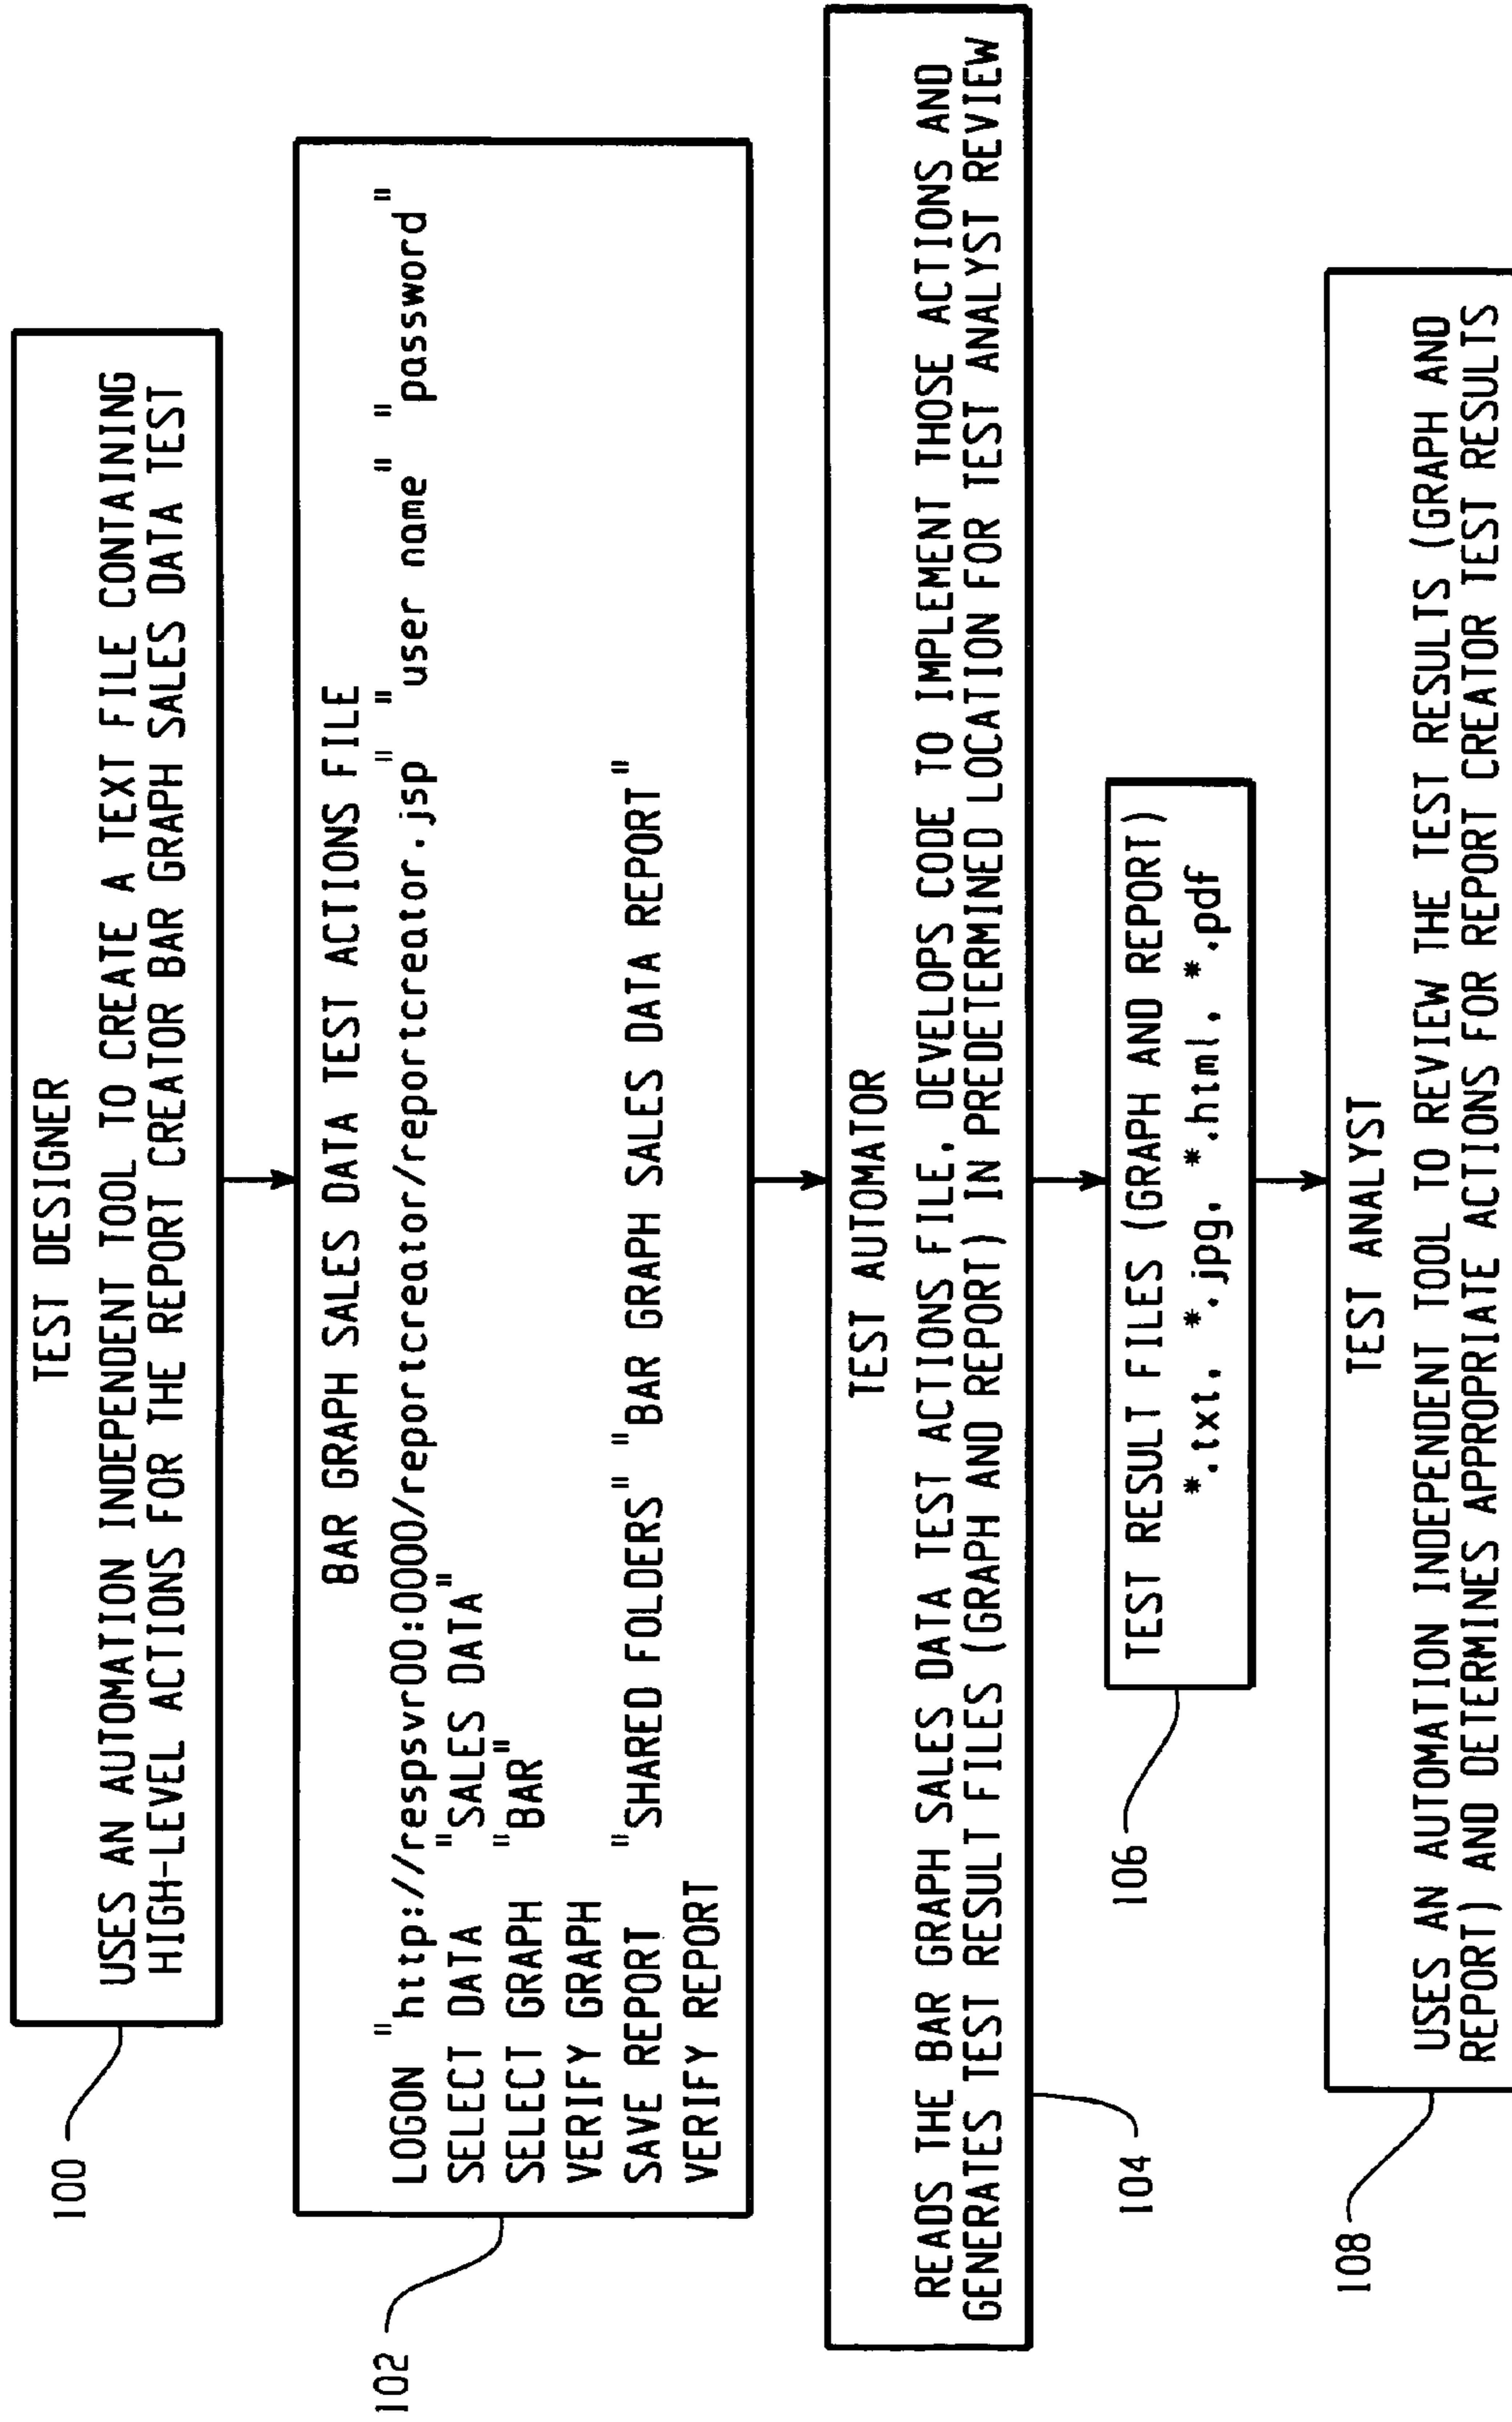 100
TEST DESIGNER
USES AN AUTOMATION INDEPENDENT TOOL TO CREATE A TEXT FILE CONTAINING
HIGH-LEVEL ACTIONS FOR THE REPORT CREATOR BAR GRAPH SALES DATA TEST
102
BAR GRAPH SALES DATA TEST ACTIONS FILE
LOGON "http://respsvr00:0000/reportcreator/reportcreator.jsp" "user name" "password"
SELECT DATA "SALES DATA"
SELECT GRAPH "BAR"
VERIFY GRAPH
SAVE REPORT "SHARED FOLDERS" "BAR GRAPH SALES DATA REPORT"
VERIFY REPORT
TEST AUTOMATOR
READS THE BAR GRAPH SALES DATA TEST ACTIONS FILE, DEVELOPS CODE TO IMPLEMENT THOSE ACTIONS AND
GENERATES TEST RESULT FILES (GRAPH AND REPORT) IN PREDETERMINED LOCATION FOR TEST ANALYST REVIEW
104
106
TEST RESULT FILES (GRAPH AND REPORT)
*.txt, *.jpg, *.html, *.pdf
108
TEST ANALYST
USES AN AUTOMATION INDEPENDENT TOOL TO REVIEW THE TEST RESULTS (GRAPH AND
REPORT) AND DETERMINES APPROPRIATE ACTIONS FOR REPORT CREATOR TEST RESULTS